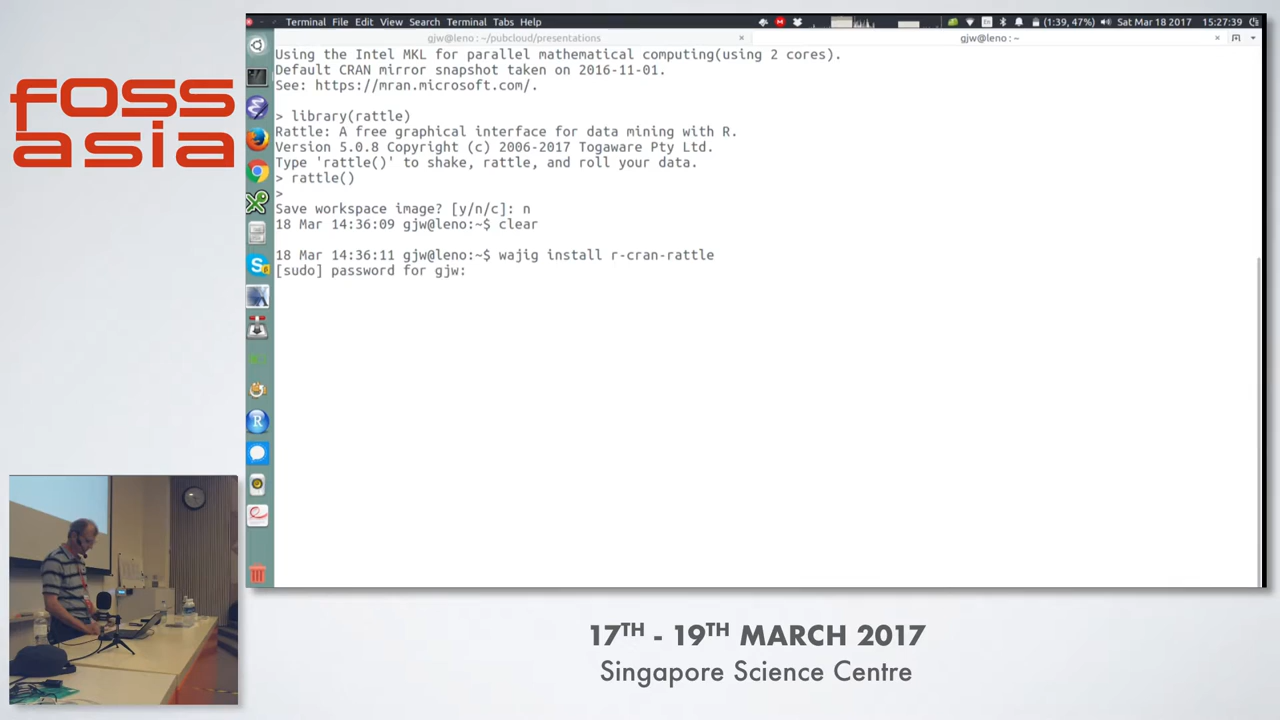 Terminal File Edit View Search Terminal Tabs Help
(1:39, 47%) Sat Mar 18 2017 15:27:39
gjw@leno: ~/pubcloud/presentations
gjw@leno: ~
Using the Intel MKL for parallel mathematical computing(using 2 cores).
Default CRAN mirror snapshot taken on 2016-11-01.
See: https://mran.microsoft.com/.
> library(rattle)
Rattle: A free graphical interface for data mining with R.
Version 5.0.8 Copyright (c) 2006-2017 Togaware Pty Ltd.
Type 'rattle()' to shake, rattle, and roll your data.
> rattle()
>
Save workspace image? [y/n/c]: n
18 Mar 14:36:09 gjw@leno:~$ clear
18 Mar 14:36:11 gjw@leno:~$ wajig install r-cran-rattle
[sudo] password for gjw:
foss
asia
17TH - 19TH MARCH 2017
Singapore Science Centre